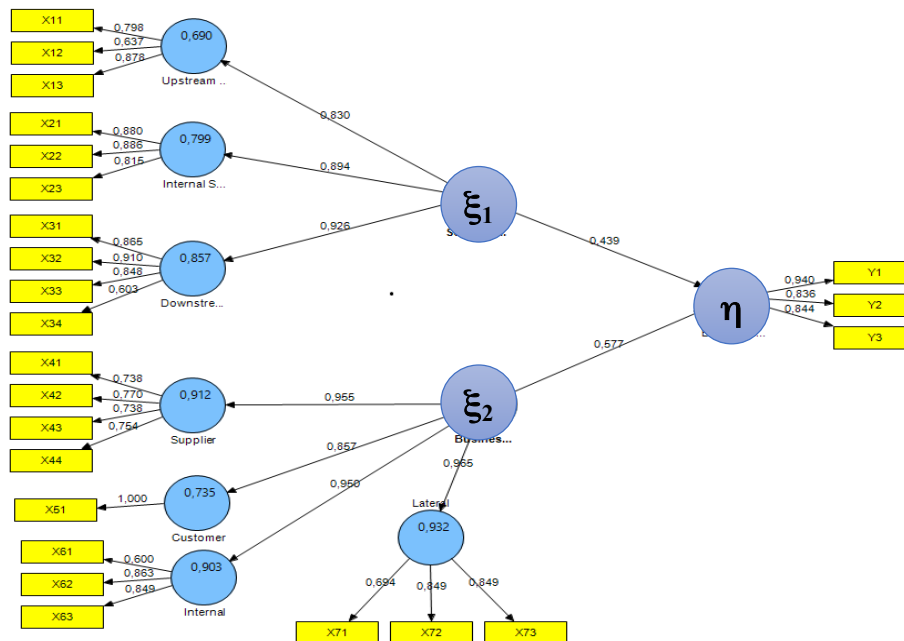 X11
0,798
0,690
X12
0,637
X13
0,878
Upstream ..
0,830
X21
0,880
0,799
X22
0,886
X23
0,815
Internal S...
0,894
ξ1
X31
0,865
0,926
X32
0,910
0,857
X33
0,848
X34
0,603
Downstre...
0,439
Y1
0,940
Y2
0,836
Y3
0,844
η
0,577
X41
0,738
X42
0,770
0,912
X43
0,738
X44
0,754
Supplier
0,955
ξ2
Busines...
0,857
0,965
0,950
X51
1,000
0,735
Customer
Lateral
0,932
X61
0,600
X62
0,863
0,903
X63
0,849
Internal
0,694
0,849
0,849
X71
X72
X73